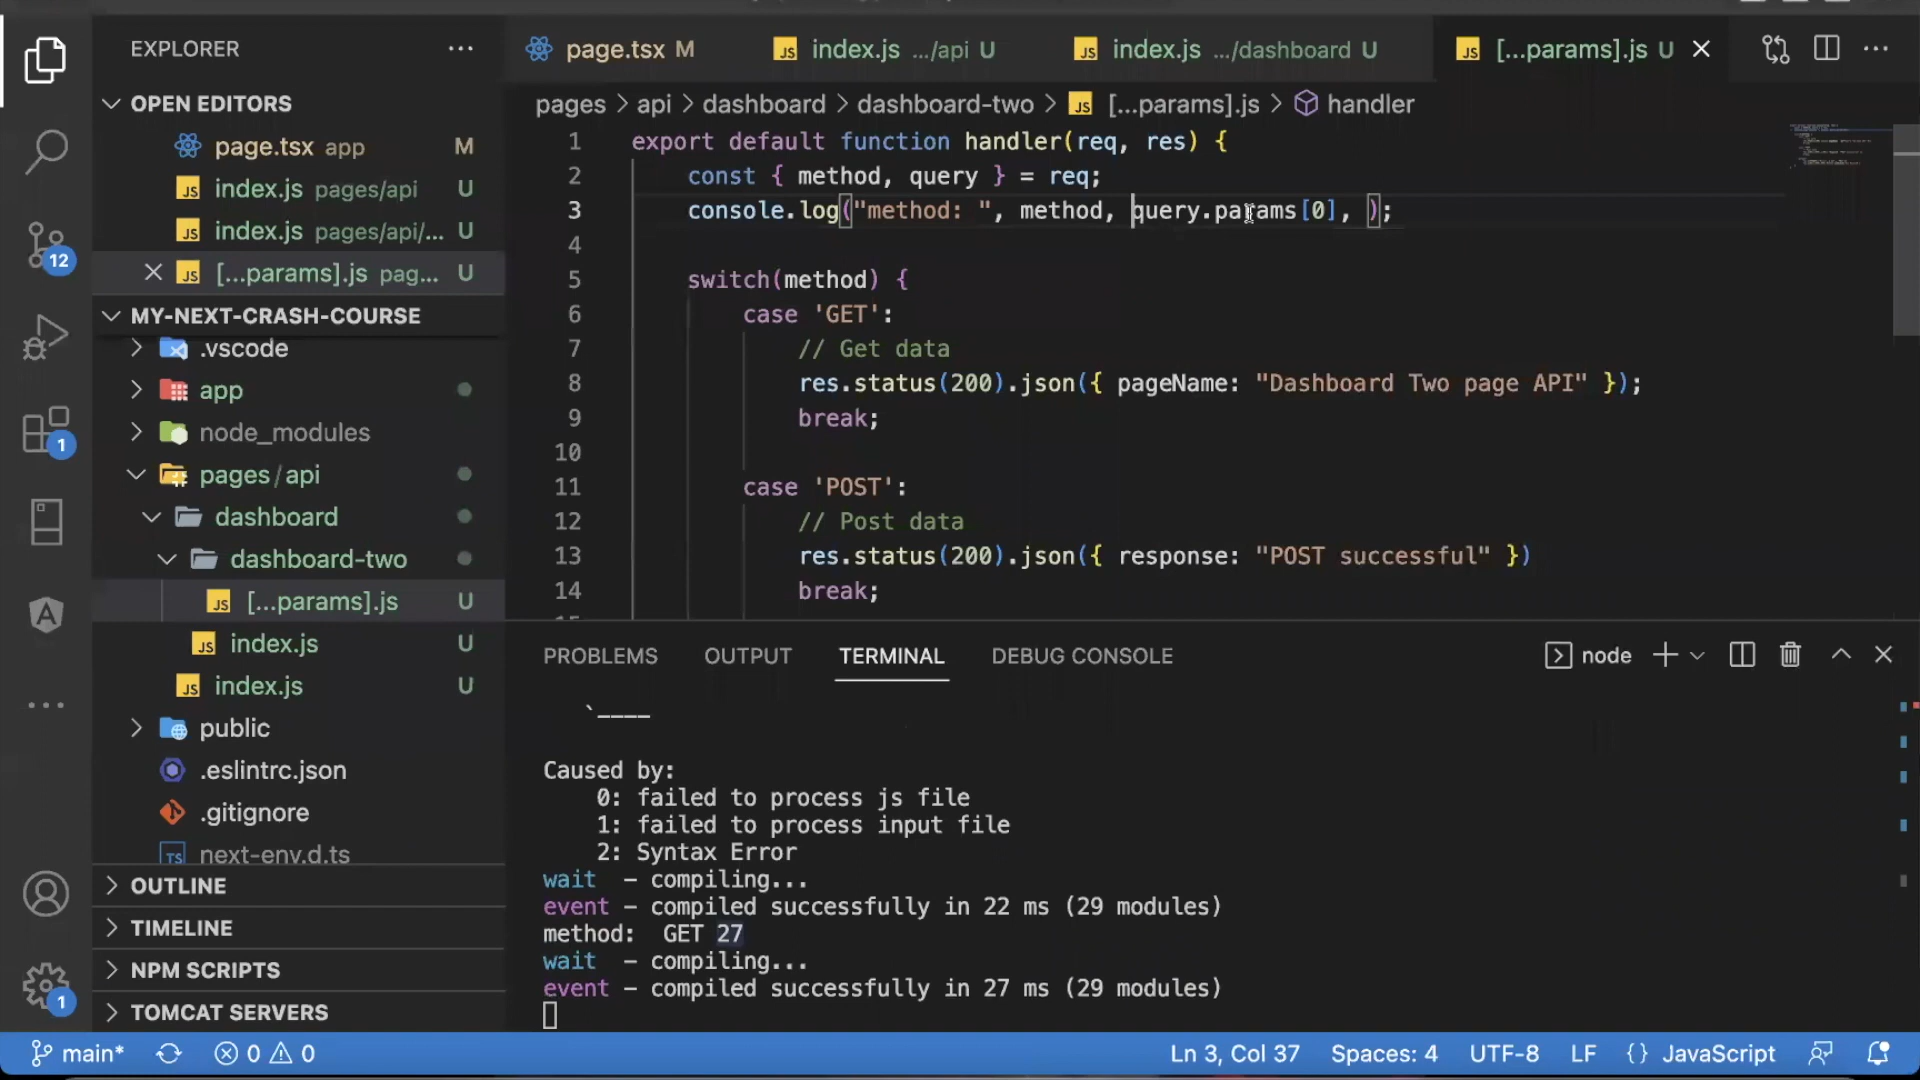 EXPLORER
OPEN EDITORS
page.tsx app M
index.js pages/api U
index.js pages/api/... U
[...params].js pag... U
MY-NEXT-CRASH-COURSE
.vscode
app
node_modules
pages / api
dashboard
dashboard-two
[...params].js U
index.js U
index.js U
public
.eslintrc.json
.gitignore
next-env.d.ts
OUTLINE
TIMELINE
NPM SCRIPTS
TOMCAT SERVERS
12
1
1
page.tsx M
index.js .../api U
index.js .../dashboard U
[...params].js U
pages > api > dashboard > dashboard-two > [...params].js > handler
1 export default function handler(req, res) {
2 const { method, query } = req;
3 console.log("method: ", method, query.params[0], );
4
5 switch(method) {
6 case 'GET':
7 // Get data
8 res.status(200).json({ pageName: "Dashboard Two page API" });
9 break;
10
11 case 'POST':
12 // Post data
13 res.status(200).json({ response: "POST successful" })
14 break;
PROBLEMS OUTPUT TERMINAL DEBUG CONSOLE
node
`____
Caused by:
0: failed to process js file
1: failed to process input file
2: Syntax Error
wait - compiling...
event - compiled successfully in 22 ms (29 modules)
method: GET 27
wait - compiling...
event - compiled successfully in 27 ms (29 modules)
main* 0 0 Ln 3, Col 37 Spaces: 4 UTF-8 LF {} JavaScript